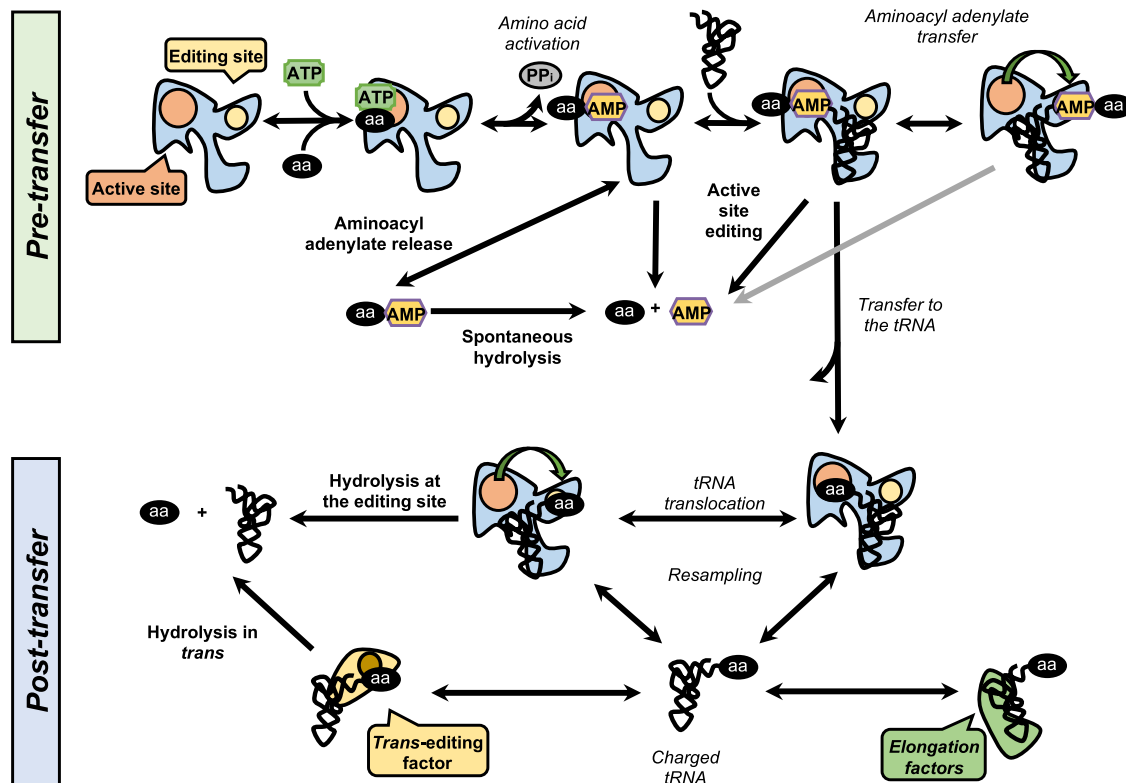 Pre-transfer
Editing site
Active site
ATP
aa
ATP
aa
Amino acid
activation
PPi
aa
AMP
aa
AMP
Aminoacyl adenylate
transfer
AMP
aa
Aminoacyl
adenylate release
Active
site
editing
aa
AMP
Spontaneous
hydrolysis
aa
+
AMP
Transfer to
the tRNA
Post-transfer
aa
+
Hydrolysis at
the editing site
aa
tRNA
translocation
aa
Resampling
Hydrolysis in
trans
aa
Trans-editing
factor
aa
Charged
tRNA
aa
Elongation
factors